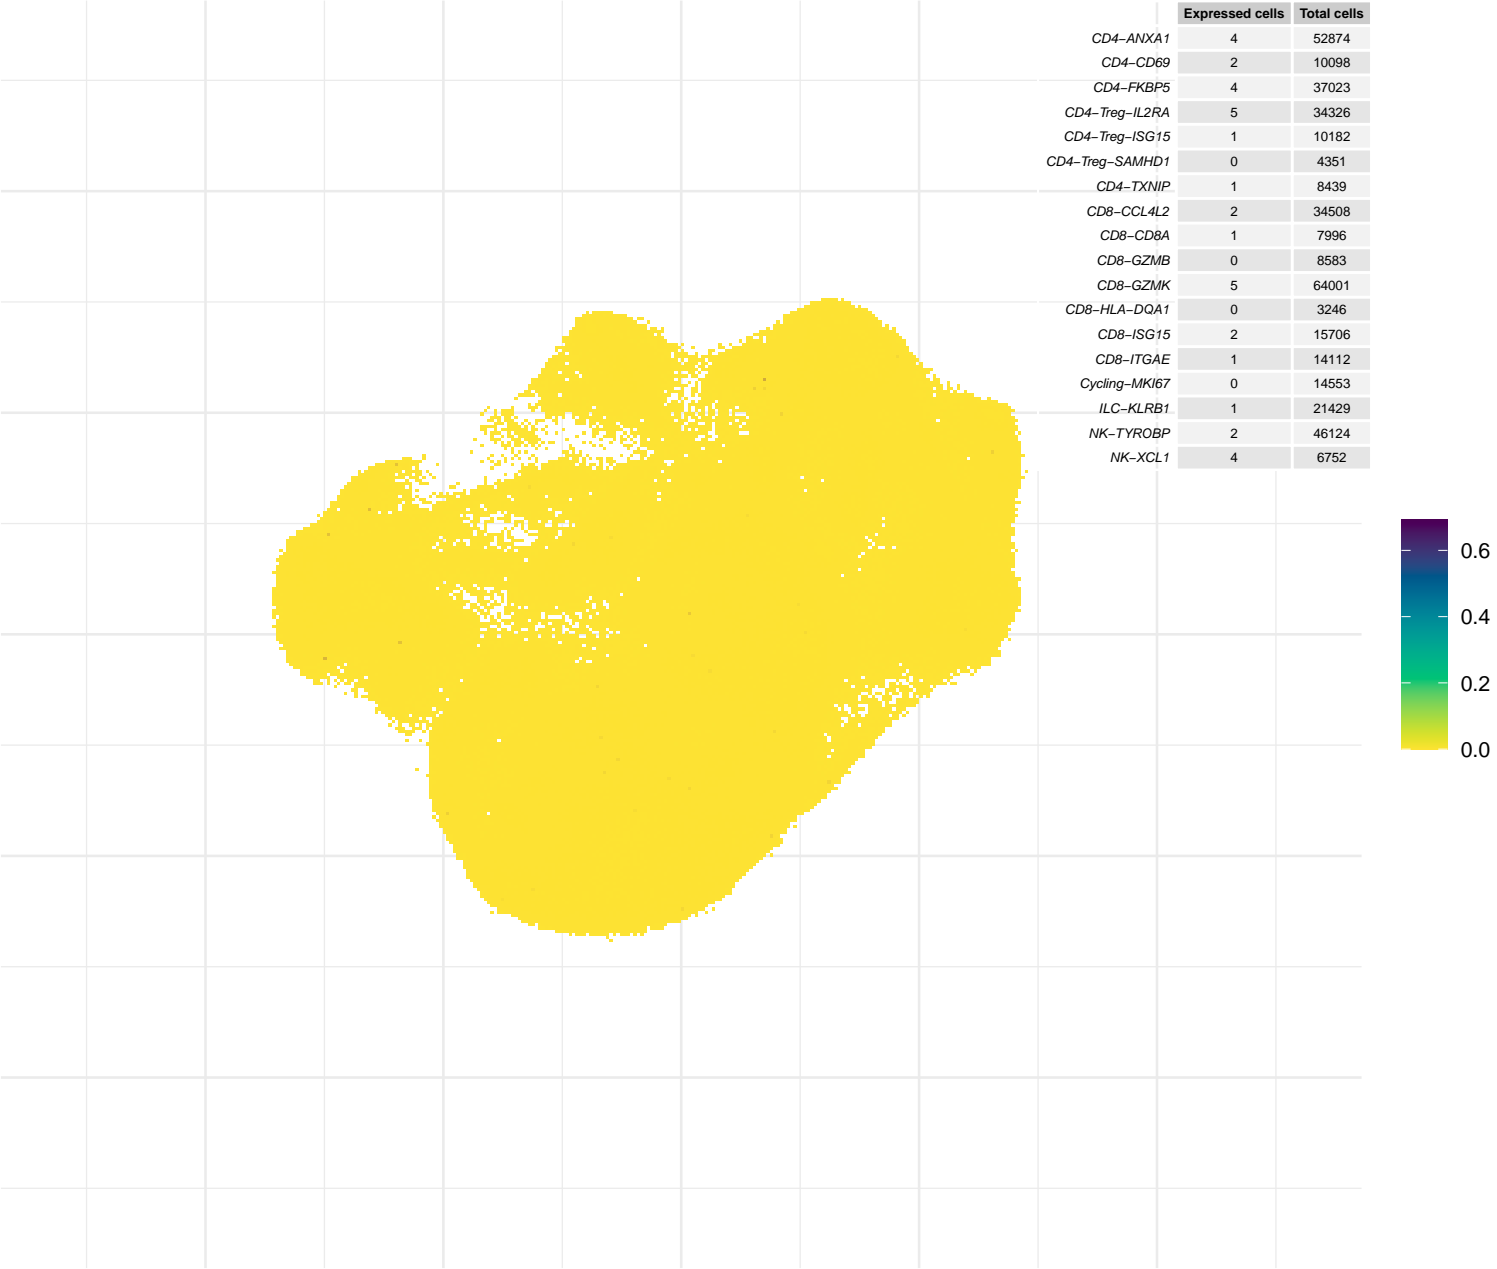 Expressed cells Total cells
CD4−ANXA1 4 52874
CD4−CD69 2 10098
CD4−FKBP5 4 37023
CD4−Treg−IL2RA 5 34326
CD4−Treg−ISG15 1 10182
CD4−Treg−SAMHD1 0 4351
CD4−TXNIP 1 8439
CD8−CCL4L2 2 34508
CD8−CD8A 1 7996
CD8−GZMB 0 8583
CD8−GZMK 5 64001
CD8−HLA−DQA1 0 3246
CD8−ISG15 2 15706
CD8−ITGAE 1 14112
Cycling−MKI67 0 14553
ILC−KLRB1 1 21429
NK−TYROBP 2 46124
NK−XCL1 4 6752
0.6
0.4
0.2
0.0